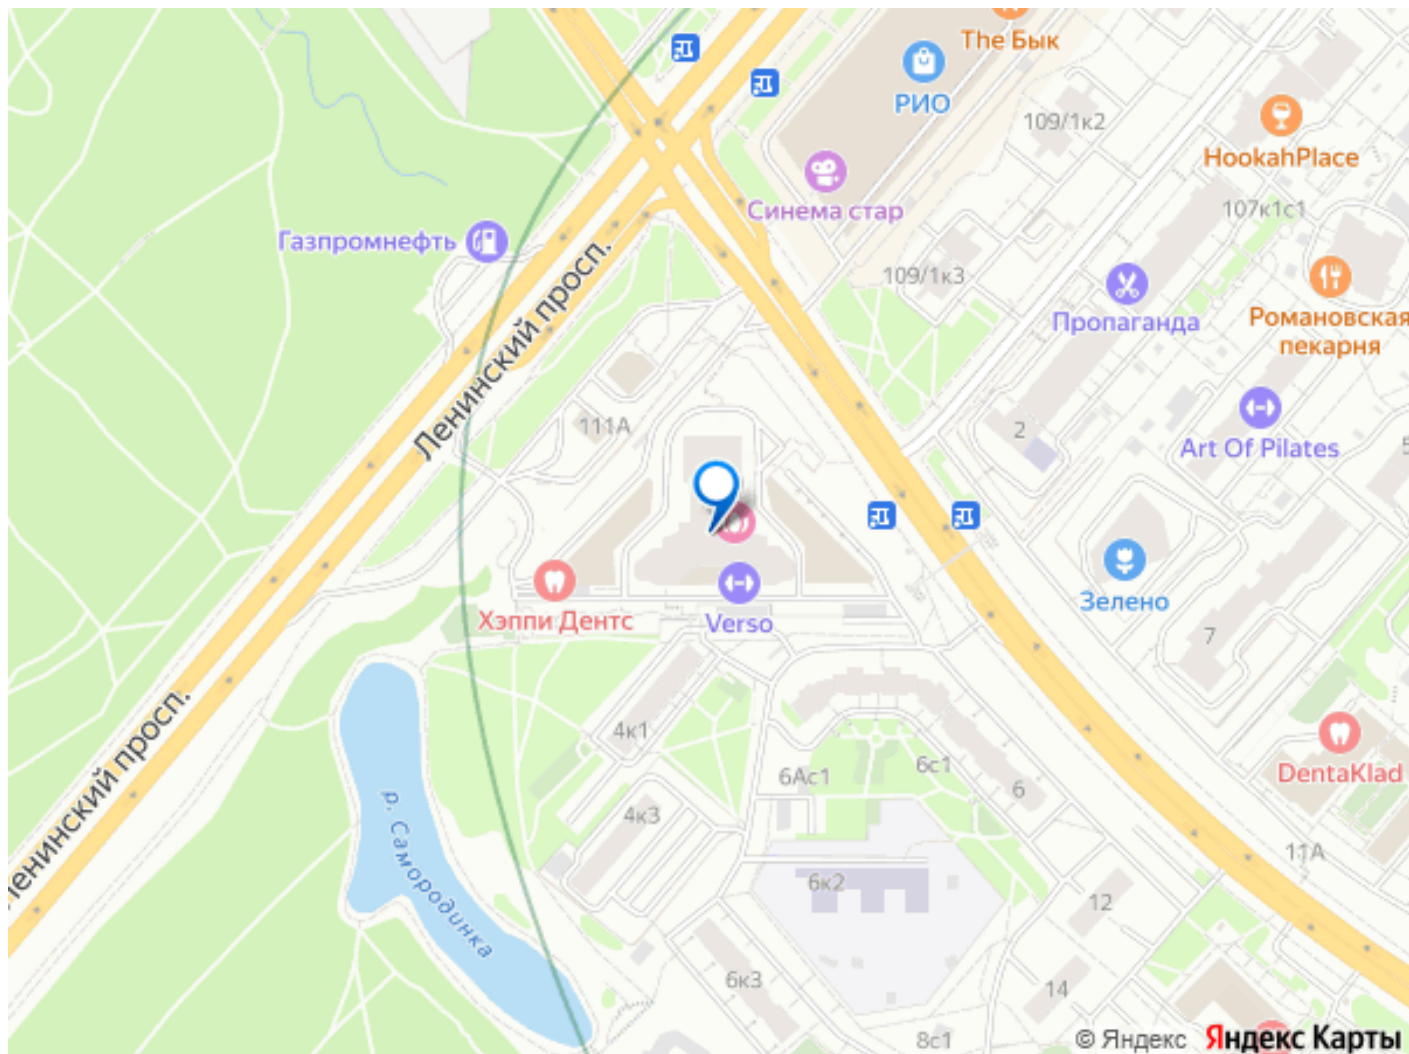 The Бык
РИО
109/1к2
HookahPlace
Синема стар
107к1с1
Газпромнефть
109/1к3
Пропаганда
Романовская
пекарня
Ленинский просп.
111А
2
Art Of Pilates
Зелено
Хэппи Дентс
Verso
7
4к1
6Ас1
6с1
6
DentaKlad
Ленинский просп.
р. Самородинка
4к3
11А
6к2
12
6к3
14
8с1
© Яндекс Яндекс Карты